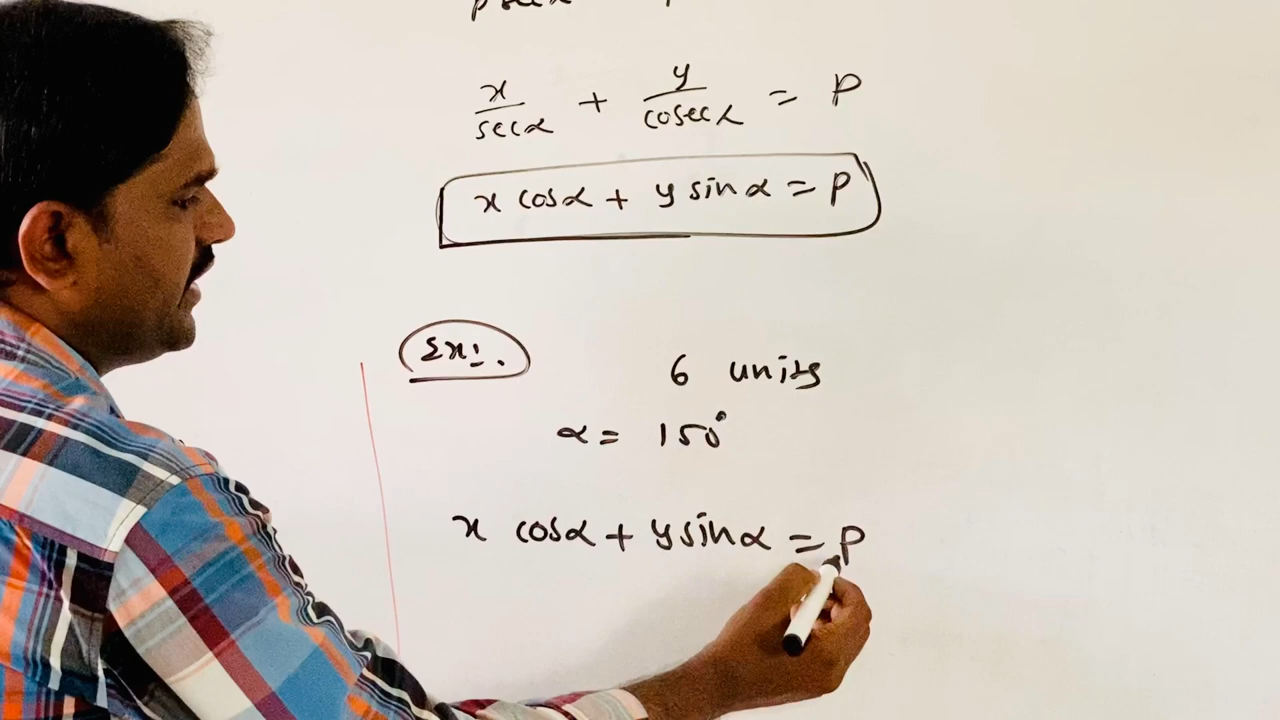 x/secα + y/cosecα = P
x cosα + y sinα = P
Ex:.
6 units
α = 150°
x cosα + y sinα = P